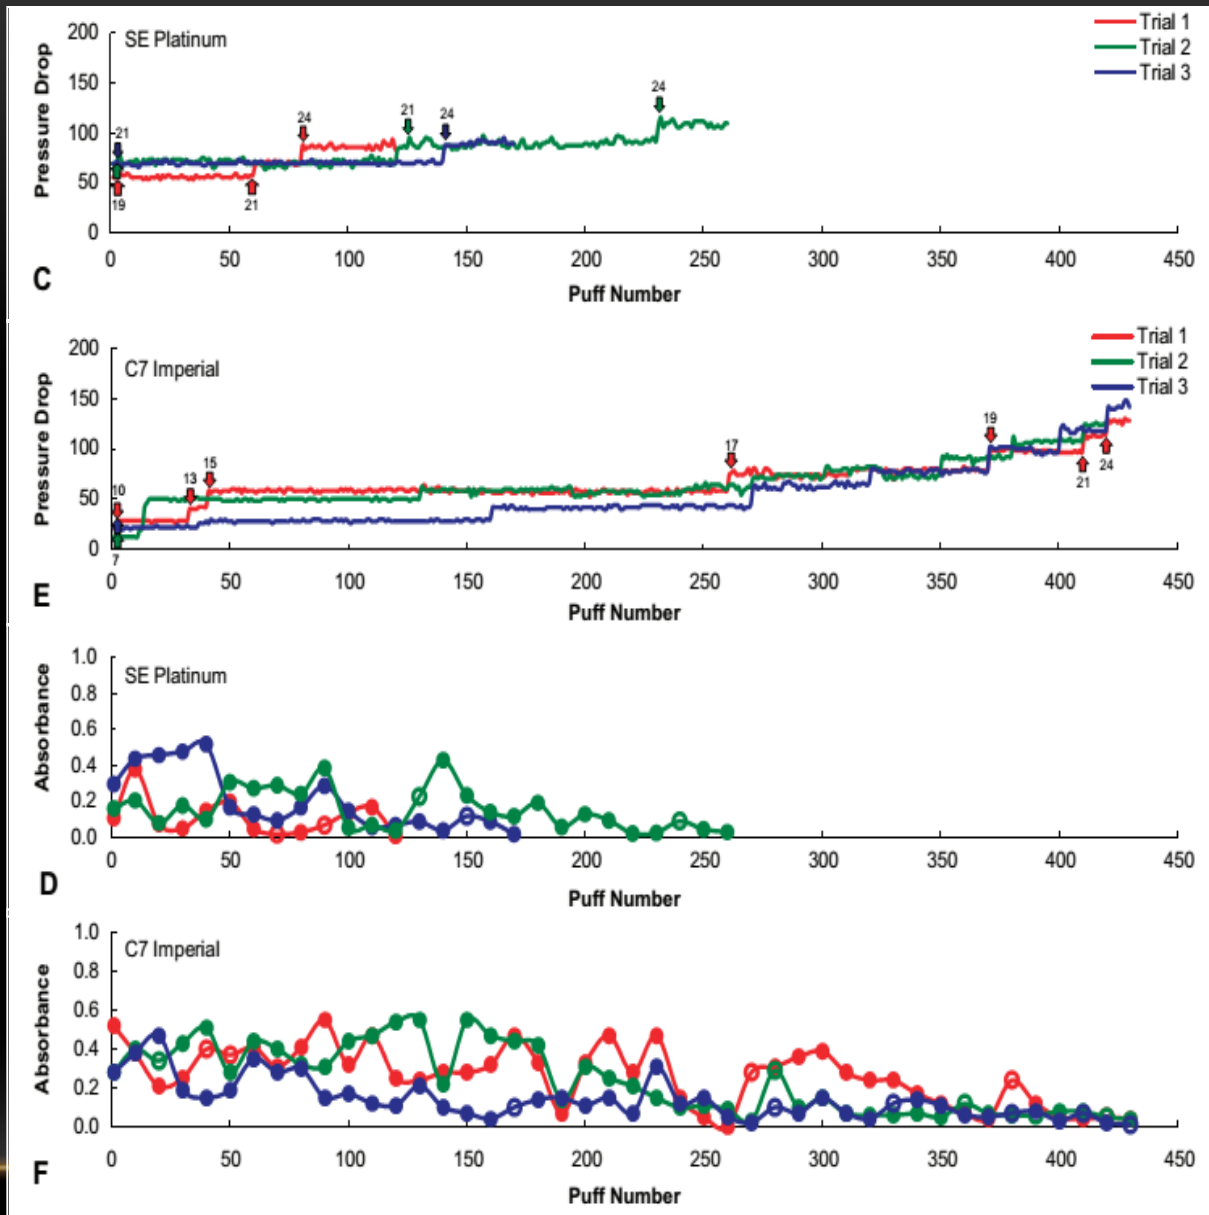 SE Platinum
Trial 1
Trial 2
Trial 3
Pressure Drop
200
150
100
50
0
21
19
21
24
21
24
24
0 50 100 150 200 250 300 350 400 450
C
Puff Number
C7 Imperial
Trial 1
Trial 2
Trial 3
Pressure Drop
200
150
100
50
0
10
7
13
15
17
19
21
24
0 50 100 150 200 250 300 350 400 450
E
Puff Number
SE Platinum
Absorbance
1.0
0.8
0.6
0.4
0.2
0.0
0 50 100 150 200 250 300 350 400 450
D
Puff Number
C7 Imperial
Absorbance
1.0
0.8
0.6
0.4
0.2
0.0
0 50 100 150 200 250 300 350 400 450
F
Puff Number